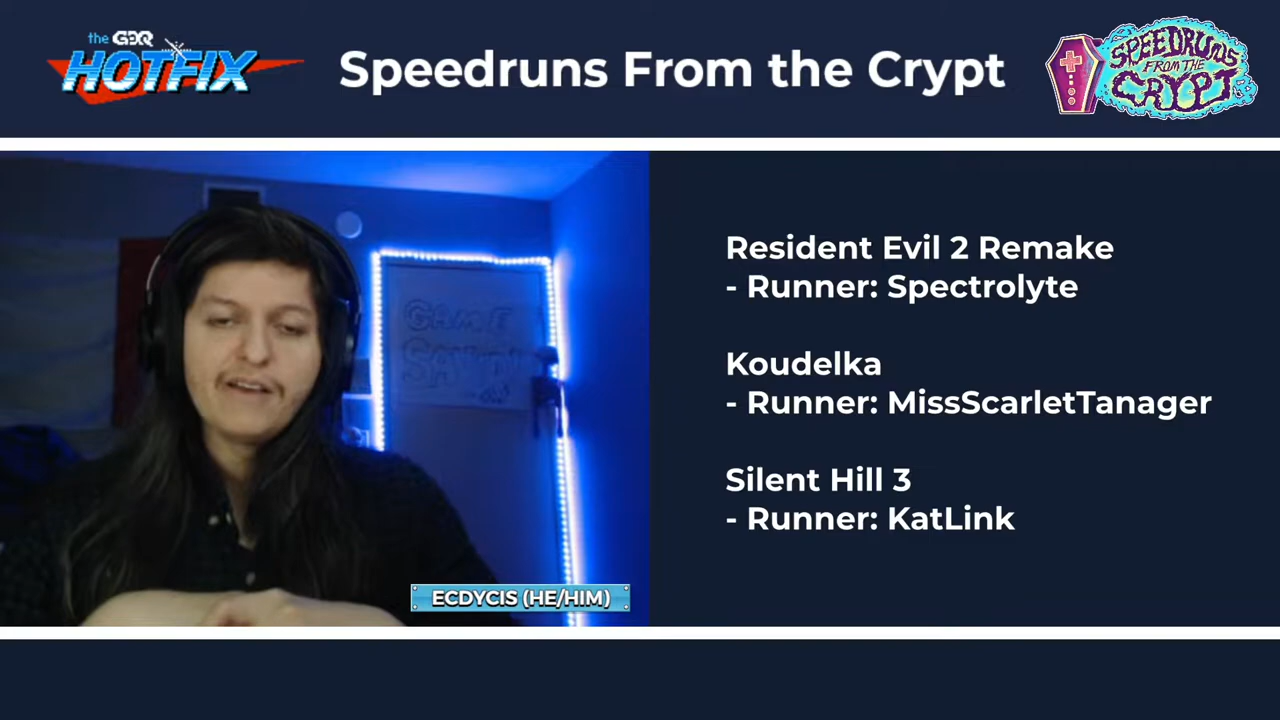 the GDQ
HOTFIX
Speedruns From the Crypt
SPEEDRUNS
FROM THE
CRYPT
Resident Evil 2 Remake
- Runner: Spectrolyte
Koudelka
- Runner: MissScarletTanager
Silent Hill 3
- Runner: KatLink
GAME
ECDYCIS (HE/HIM)